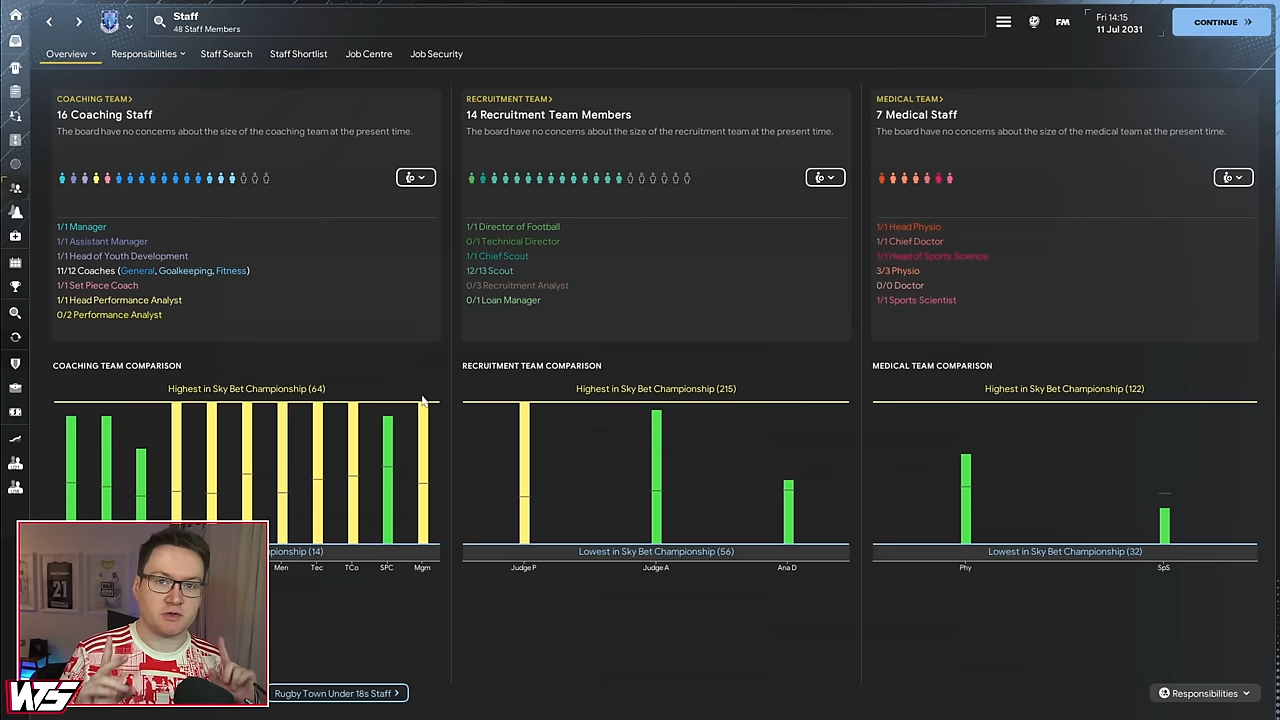 Staff
48 Staff Members
FM
Fri 14:15
11 Jul 2031
CONTINUE
Overview
Responsibilities
Staff Search
Staff Shortlist
Job Centre
Job Security
COACHING TEAM>
16 Coaching Staff
The board have no concerns about the size of the coaching team at the present time.
1/1 Manager
1/1 Assistant Manager
1/1 Head of Youth Development
11/12 Coaches (General, Goalkeeping, Fitness)
1/1 Set Piece Coach
1/1 Head Performance Analyst
0/2 Performance Analyst
RECRUITMENT TEAM>
14 Recruitment Team Members
The board have no concerns about the size of the recruitment team at the present time.
1/1 Director of Football
0/1 Technical Director
1/1 Chief Scout
12/13 Scout
0/3 Recruitment Analyst
0/1 Loan Manager
MEDICAL TEAM>
7 Medical Staff
The board have no concerns about the size of the medical team at the present time.
1/1 Head Physio
1/1 Chief Doctor
1/1 Head of Sports Science
3/3 Physio
0/0 Doctor
1/1 Sports Scientist
COACHING TEAM COMPARISON
Highest in Sky Bet Championship (64)
mpionship (14)
Men Tec TCo SPC Mgm
RECRUITMENT TEAM COMPARISON
Highest in Sky Bet Championship (215)
Lowest in Sky Bet Championship (56)
Judge P Judge A Ana D
MEDICAL TEAM COMPARISON
Highest in Sky Bet Championship (122)
Lowest in Sky Bet Championship (32)
Phy SpS
21
WTS
Rugby Town Under 18s Staff >
Responsibilities